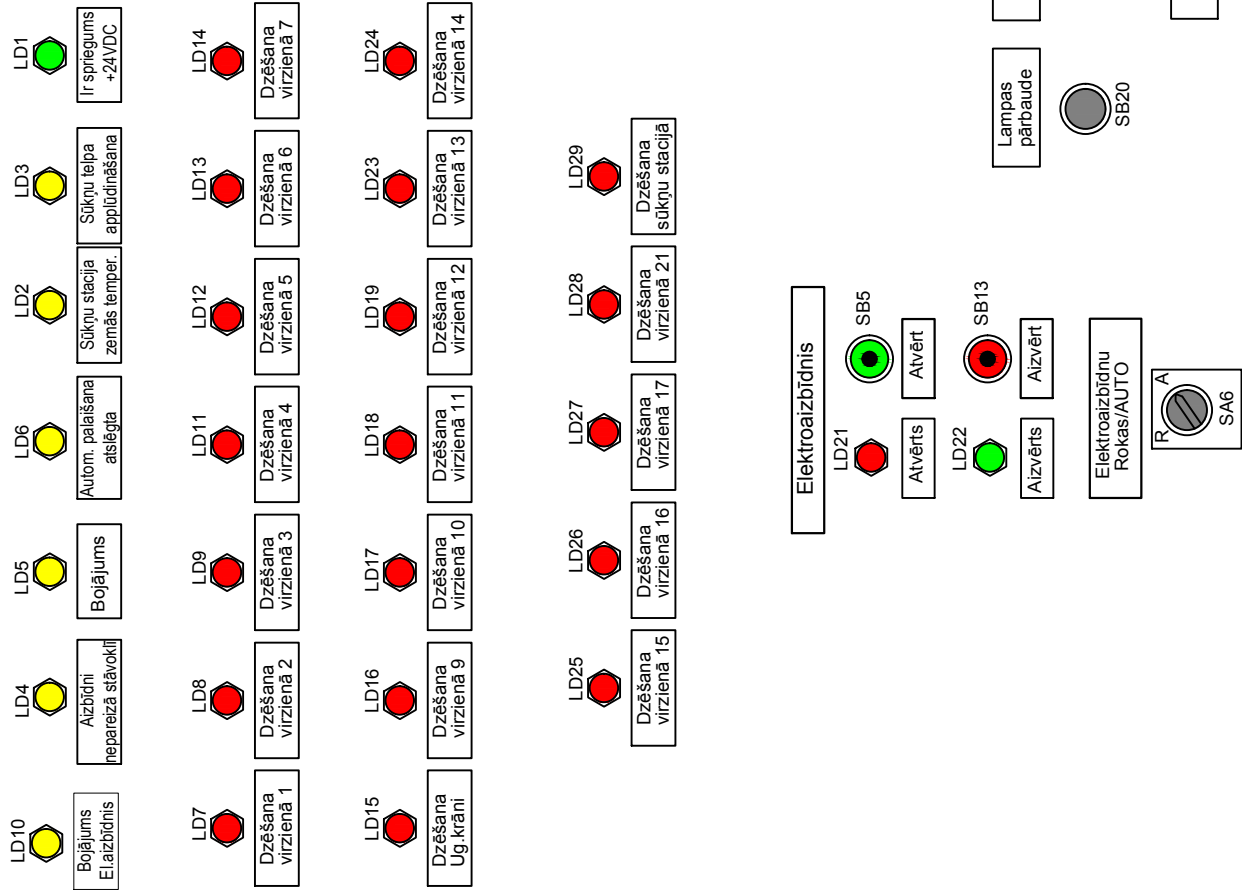 LD10
Bojājums
El.aizbīdnis
LD4
Aizbīdni
nepareizā stāvoklī
LD5
Bojājums
LD6
Autom. palaišana
atslēgta
LD2
Sūkņu stacija
zemās temper.
LD3
Sūkņu telpa
applūdināšana
LD1
Ir spriegums
+24VDC
LD7
Dzēšana
virzienā 1
LD8
Dzēšana
virzienā 2
LD9
Dzēšana
virzienā 3
LD11
Dzēšana
virzienā 4
LD12
Dzēšana
virzienā 5
LD13
Dzēšana
virzienā 6
LD14
Dzēšana
virzienā 7
LD15
Dzēšana
Ug.krāni
LD16
Dzēšana
virzienā 9
LD17
Dzēšana
virzienā 10
LD18
Dzēšana
virzienā 11
LD19
Dzēšana
virzienā 12
LD23
Dzēšana
virzienā 13
LD24
Dzēšana
virzienā 14
LD25
Dzēšana
virzienā 15
LD26
Dzēšana
virzienā 16
LD27
Dzēšana
virzienā 17
LD28
Dzēšana
virzienā 21
LD29
Dzēšana
sūkņu stacijā
Elektroaizbīdnis
LD21
Atvērts
SB5
Atvērt
LD22
Aizvērts
SB13
Aizvērt
Elektroaizbīdnu
Rokas/AUTO
R
A
SA6
Lampas
pārbaude
SB20